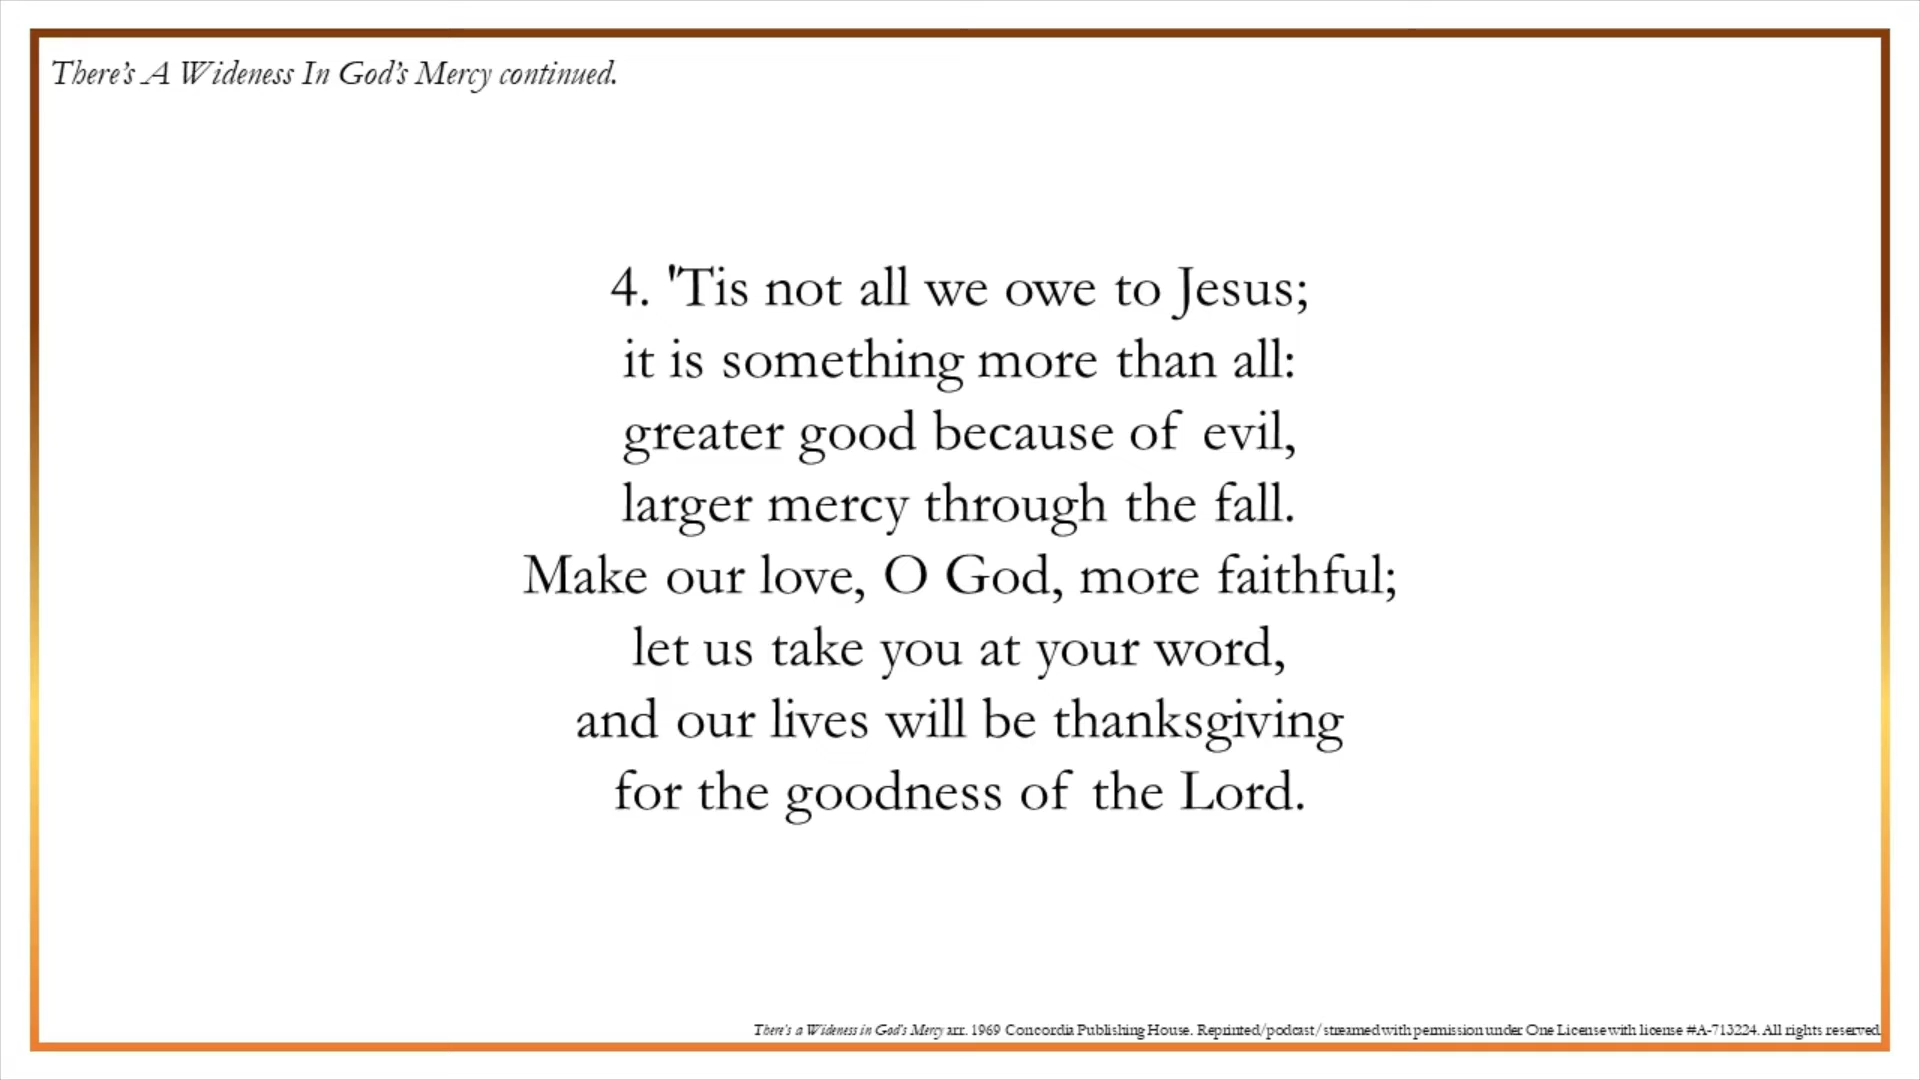 There’s A Wideness In God’s Mercy continued.
4. 'Tis not all we owe to Jesus;
it is something more than all:
greater good because of evil,
larger mercy through the fall.
Make our love, O God, more faithful;
let us take you at your word,
and our lives will be thanksgiving
for the goodness of the Lord.
There's a Wideness in God's Mercy arr. 1969 Concordia Publishing House. Reprinted/podcast/streamed with permission under One License with license #A-713224. All rights reserved.